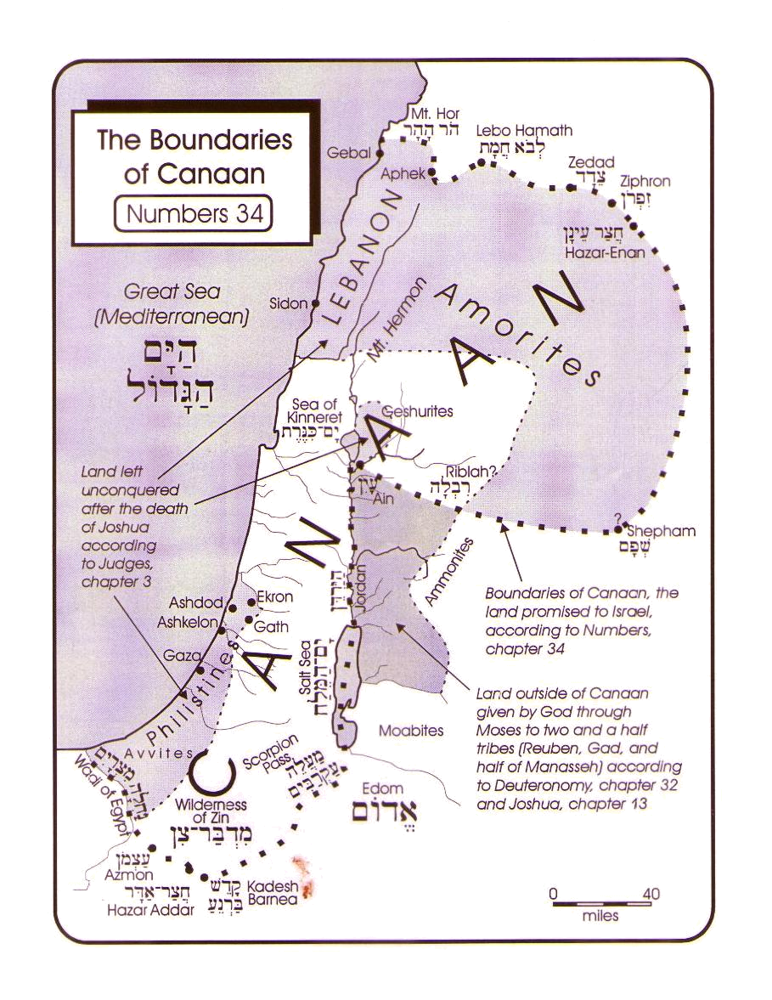 The Boundaries
of Canaan
Numbers 34
Mt. Hor
הֹר הָהָר
Lebo Hamath
לְבֹא חֲמָת
Gebal
Aphek
Zedad
צְדָד
Ziphron
זִפְרֹן
חֲצַר עֵינָן
Hazar-Enan
LEBANON
Great Sea
(Mediterranean)
הַיָּם
הַגָּדוֹל
Sidon
Mt. Hermon
Amorites
CANAAN
Sea of
Kinneret
יָם־כִּנֶּרֶת
Geshurites
Riblah?
רִבְלָה
עַיִן
Ain
?
Shepham
שְׁפָם
Land left
unconquered
after the death
of Joshua
according
to Judges,
chapter 3
Ammonites
הַיַּרְדֵּן
Jordan
Boundaries of Canaan, the
land promised to Israel,
according to Numbers,
chapter 34
Ashdod
Ekron
Ashkelon
Gath
Gaza
Philistines
Salt Sea
יָם־הַמֶּלַח
Land outside of Canaan
given by God through
Moses to two and a half
tribes (Reuben, Gad, and
half of Manasseh) according
to Deuteronomy, chapter 32
and Joshua, chapter 13
Moabites
Avvites
Scorpion
Pass
מַעֲלֵה
עַקְרַבִּים
Wadi of Egypt
נַחְלָה מִצְרַיִם
Edom
אֱדוֹם
Wilderness
of Zin
מִדְבַּר־צִן
עַצְמֹן
Azmon
חֲצַר־אַדָּר
Hazar Addar
קָדֵשׁ
בַּרְנֵעַ
Kadesh
Barnea
0 40
miles